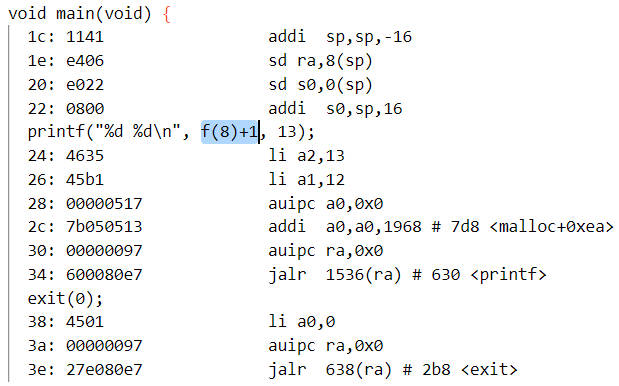 void main(void) {
1c: 1141 addi sp,sp,-16
1e: e406 sd ra,8(sp)
20: e022 sd s0,0(sp)
22: 0800 addi s0,sp,16
printf("%d %d\n", f(8)+1, 13);
24: 4635 li a2,13
26: 45b1 li a1,12
28: 00000517 auipc a0,0x0
2c: 7b050513 addi a0,a0,1968 # 7d8 <malloc+0xea>
30: 00000097 auipc ra,0x0
34: 600080e7 jalr 1536(ra) # 630 <printf>
exit(0);
38: 4501 li a0,0
3a: 00000097 auipc ra,0x0
3e: 27e080e7 jalr 638(ra) # 2b8 <exit>